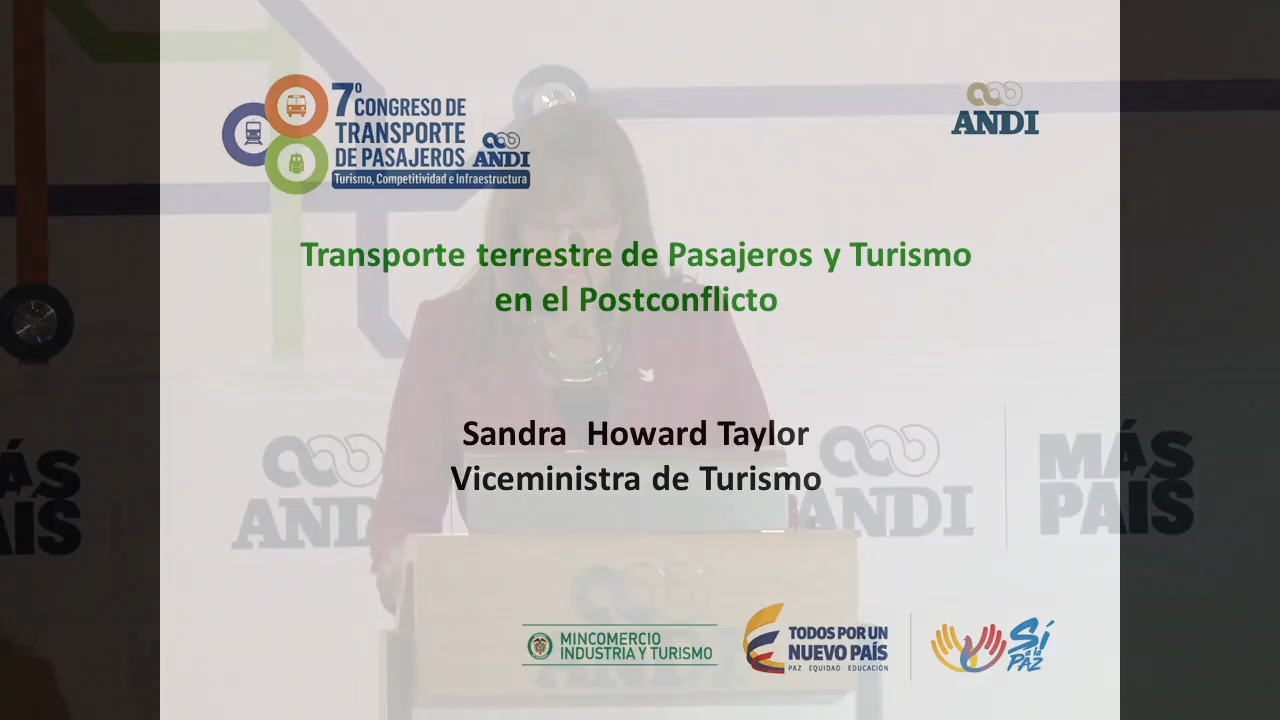 7º CONGRESO DE
TRANSPORTE
DE PASAJEROS ANDI
Turismo, Competitividad e Infraestructura
ANDI
Transporte terrestre de Pasajeros y Turismo
en el Postconflicto
Sandra Howard Taylor
Viceministra de Turismo
MÁS
PAÍS
ANDI
ANDI
MÁS
PAÍS
ANDI
MINCOMERCIO
INDUSTRIA Y TURISMO
TODOS POR UN
NUEVO PAÍS
PAZ EQUIDAD EDUCACIÓN
Sí
a la
PAZ